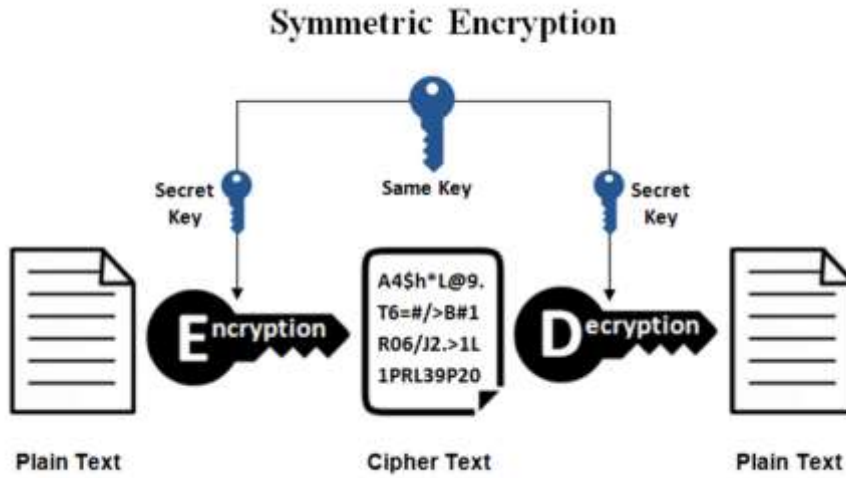 Symmetric Encryption
Secret
Key
Same Key
Secret
Key
Encryption
A4$h*L@9.
T6=#/>B#1
R06/J2.>1L
1PRL39P20
Decryption
Plain Text
Cipher Text
Plain Text